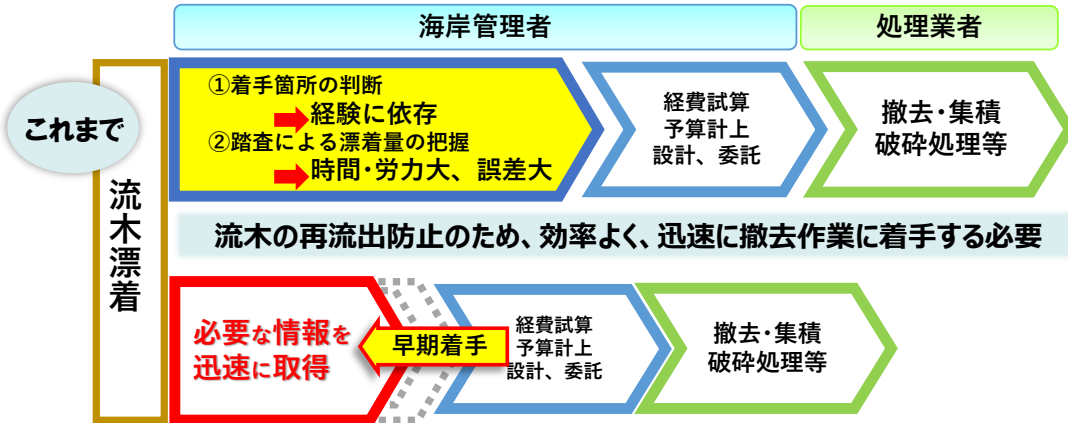 海岸管理者
処理業者
これまで
流木漂着
①着手箇所の判断
経験に依存
②踏査による漂着量の把握
時間・労力大、誤差大
経費試算
予算計上
設計、委託
撤去・集積
破砕処理等
流木の再流出防止のため、効率よく、迅速に撤去作業に着手する必要
必要な情報を
迅速に取得
早期着手
経費試算
予算計上
設計、委託
撤去・集積
破砕処理等